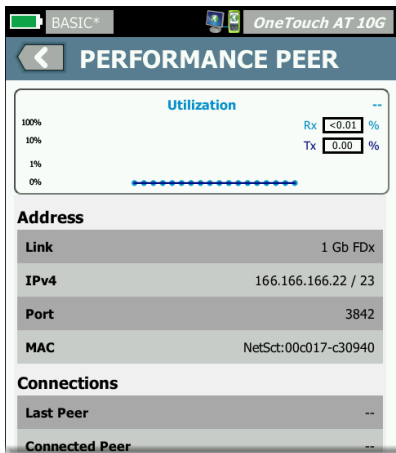 BASIC*
OneTouch AT 10G
PERFORMANCE PEER
Utilization --
100%
Rx <0.01 %
10%
Tx 0.00 %
1%
0%
Address
Link 1 Gb FDx
IPv4 166.166.166.22 / 23
Port 3842
MAC NetSct:00c017-c30940
Connections
Last Peer --
Connected Peer --